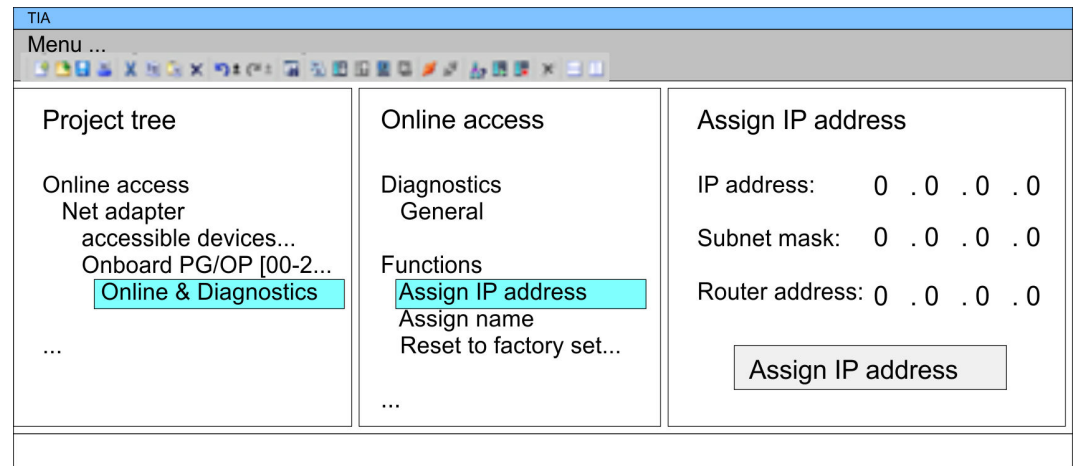 TIA
Menu ...
Project tree
Online access
Net adapter
accessible devices...
Onboard PG/OP [00-2...
Online & Diagnostics
...
Online access
Diagnostics
General
Functions
Assign IP address
Assign name
Reset to factory set...
...
Assign IP address
IP address: 0 . 0 . 0 . 0
Subnet mask: 0 . 0 . 0 . 0
Router address: 0 . 0 . 0 . 0
Assign IP address